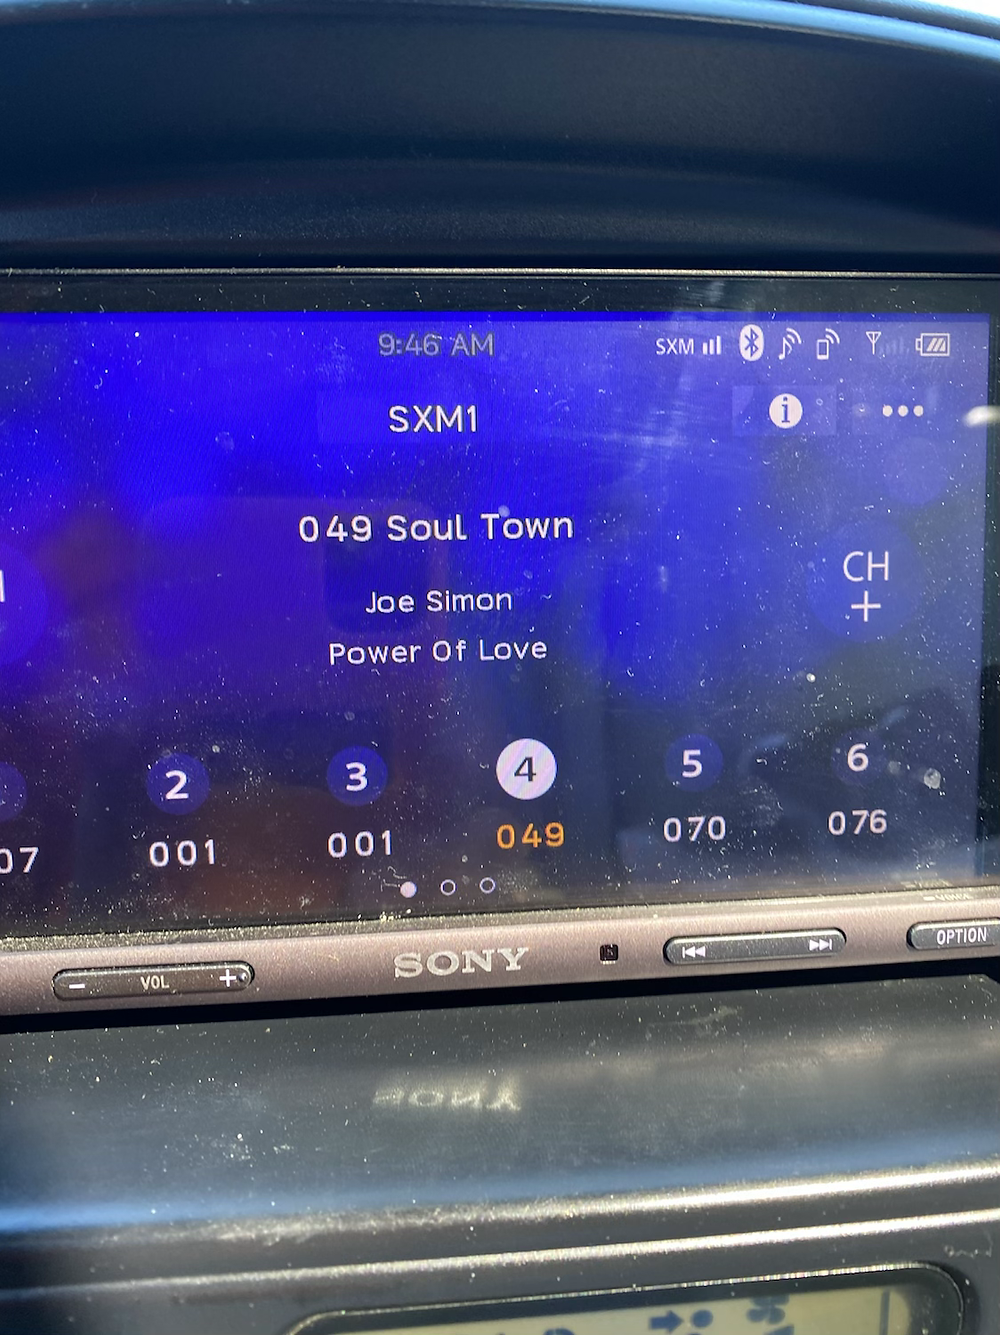 9:46 AM SXM
SXM1 i •••
049 Soul Town
CH
+
Joe Simon
Power Of Love
2 3 4 5 6
07 001 001 049 070 076
- VOL + SONY OPTION